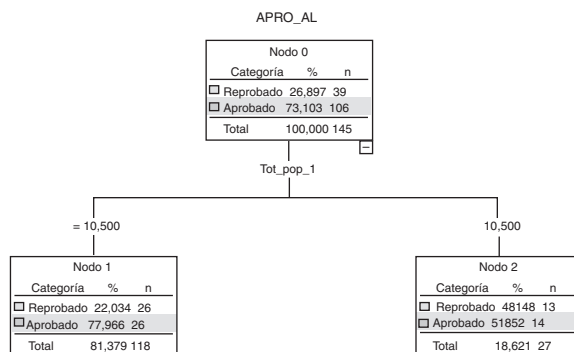 APRO_AL
Nodo 0
Categoría % n
Reprobado 26,897 39
Aprobado 73,103 106
Total 100,000 145
Tot_pop_1
= 10,500
10,500
Nodo 1
Categoría % n
Reprobado 22,034 26
Aprobado 77,966 26
Total 81,379 118
Nodo 2
Categoría % n
Reprobado 48148 13
Aprobado 51852 14
Total 18,621 27